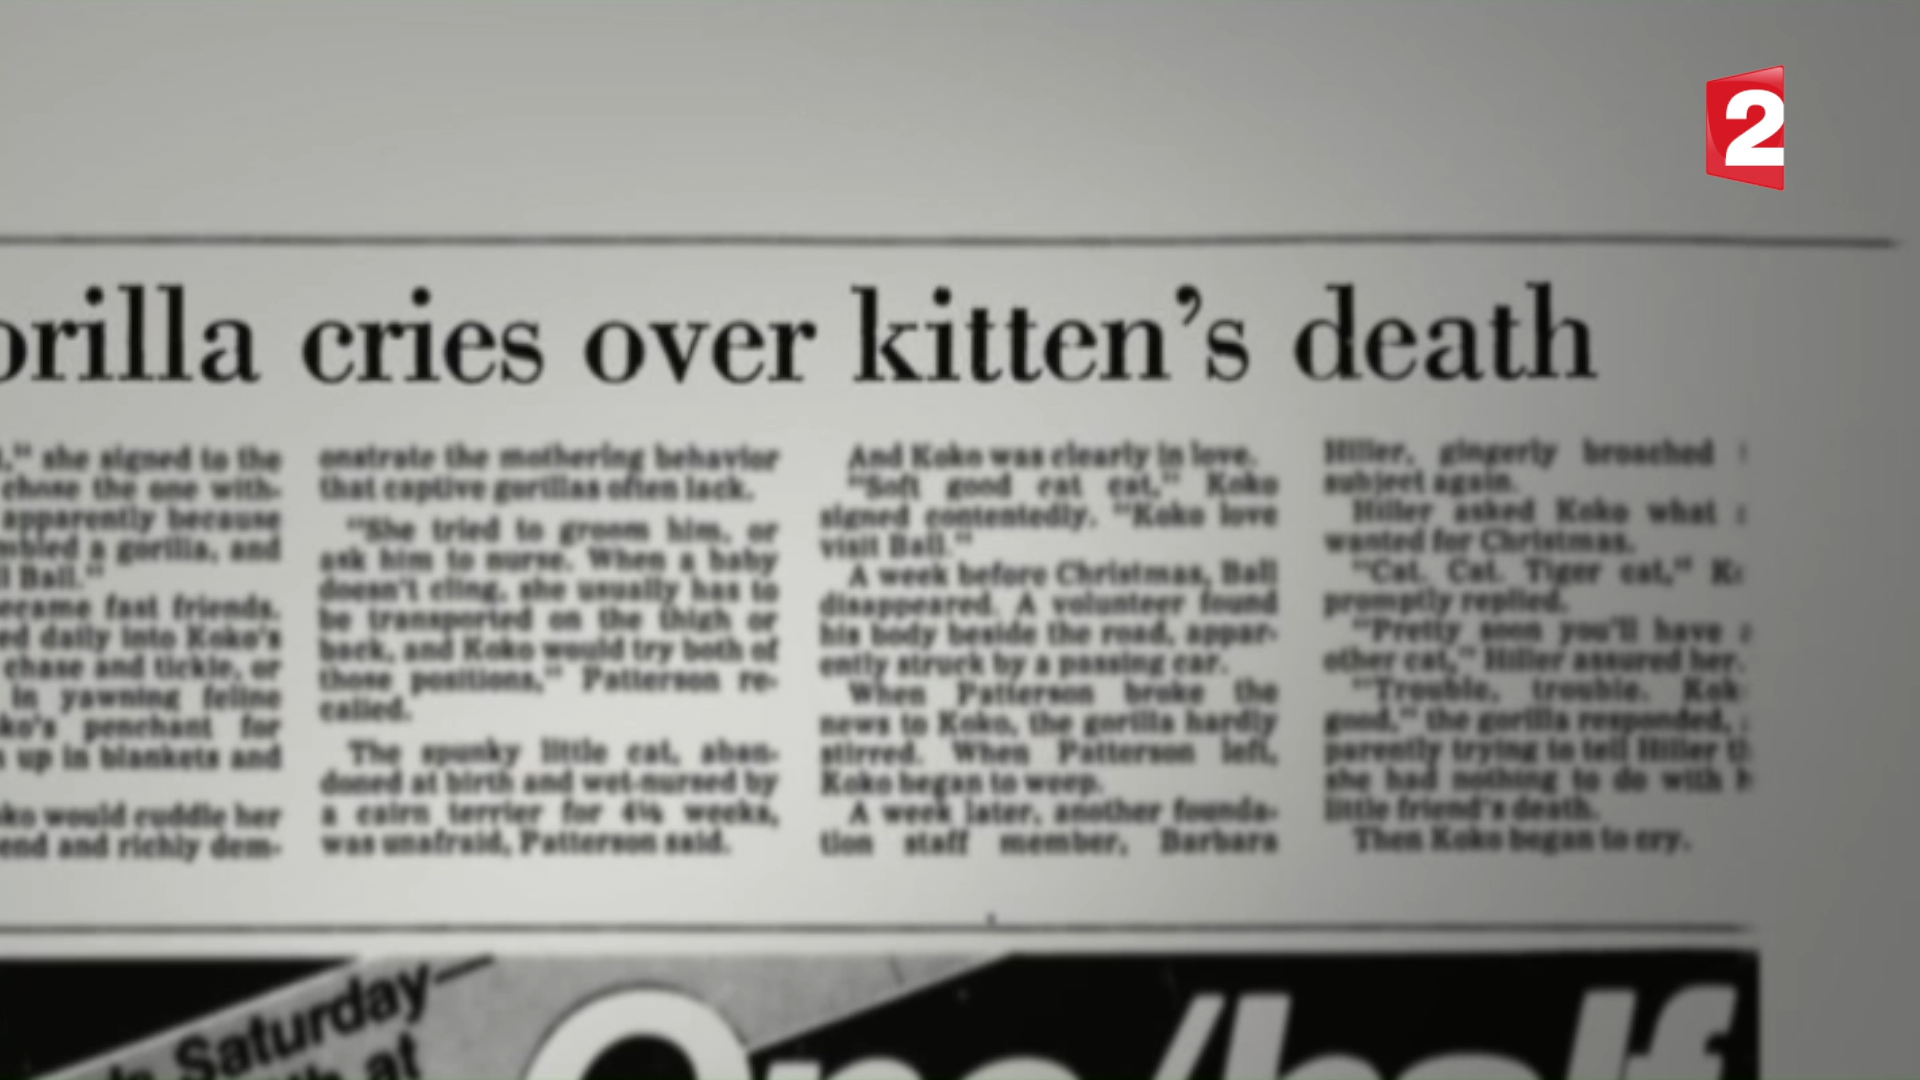 2
orilla cries over kitten's death
," she signed to the
chose the one with-
apparently because
mbled a gorilla, and
l Ball."
ecame fast friends.
ed daily into Koko's
chase and tickle, or
In yawning feline
ko's penchant for
up in blankets and
oko would cuddle her
end and richly dem-
onstrate the mothering behavior
that captive gorillas often lack.
"She tried to groom him, or
ask him to nurse. When a baby
doesn't cling, she usually has to
be transported on the thigh or
back, and Koko would try both of
those positions," Patterson re-
called.
The spunky little cat, aban-
doned at birth and wet-nursed by
a cairn terrier for 4½ weeks,
was unafraid, Patterson said.
And Koko was clearly in love.
"Soft good cat cat," Koko
signed contentedly. "Koko love
visit Ball."
A week before Christmas, Ball
disappeared. A volunteer found
his body beside the road, appar-
ently struck by a passing car.
When Patterson broke the
news to Koko, the gorilla hardly
stirred. When Patterson left,
Koko began to weep.
A week later, another founda-
tion staff member, Barbara
Hiller, gingerly broached
subject again.
Hiller asked Koko what
wanted for Christmas.
"Cat. Cat. Tiger cat," K
promptly replied.
"Pretty soon you'll have
other cat," Hiller assured her.
"Trouble, trouble. Kok
good," the gorilla responded,
parently trying to tell Hiller th
she had nothing to do with h
little friend's death.
Then Koko began to cry.
Saturday
at
One/half